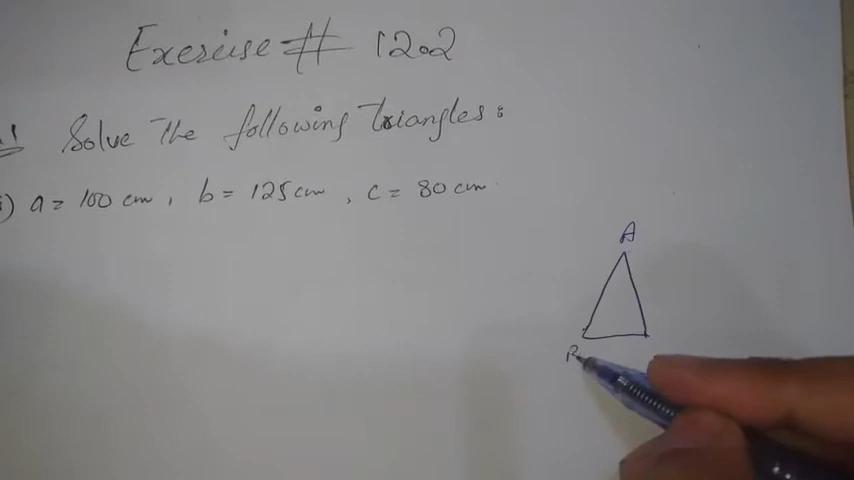 Exercise # 12.2
Solve The following triangles:
a = 100 cm, b = 125 cm, c = 80 cm
A
B